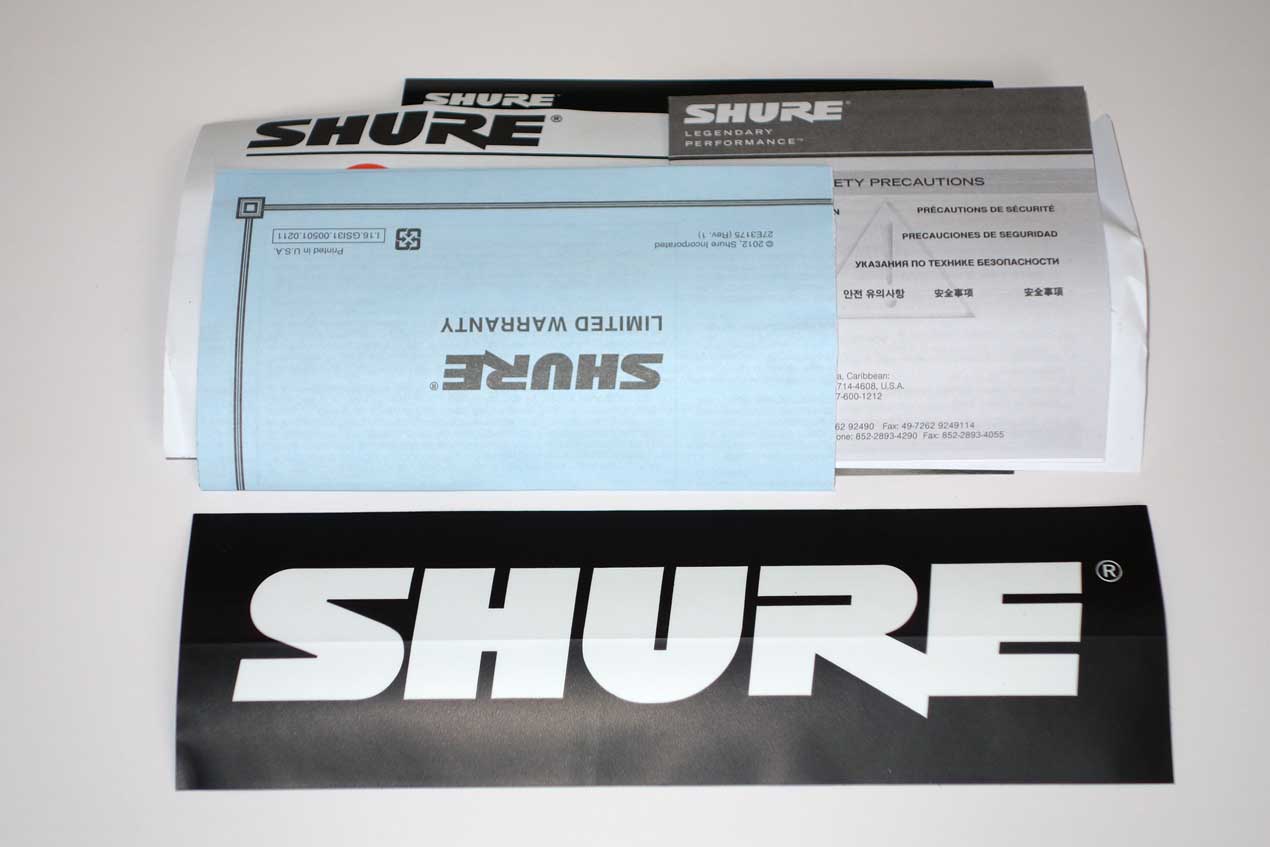 SHURE
SHURE®
SHURE®
LEGENDARY
PERFORMANCE™
ETY PRECAUTIONS
N
PRÉCAUTIONS DE SÉCURITÉ
PRECAUCIONES DE SEGURIDAD
УКАЗАНИЯ ПО ТЕХНИКЕ БЕЗОПАСНОСТИ
안전 유의사항 安全事項 安全事項
a, Caribbean:
714-4608, U.S.A.
7-600-1212
62 92490 Fax: 49-7262 9249114
one: 852-2893-4290 Fax: 852-2893-4055
SHURE®
LIMITED WARRANTY
© 2012, Shure Incorporated
27E3175 (Rev. 1)
Printed in U.S.A.
I.16.GSI31.00501.0211
SHURE®